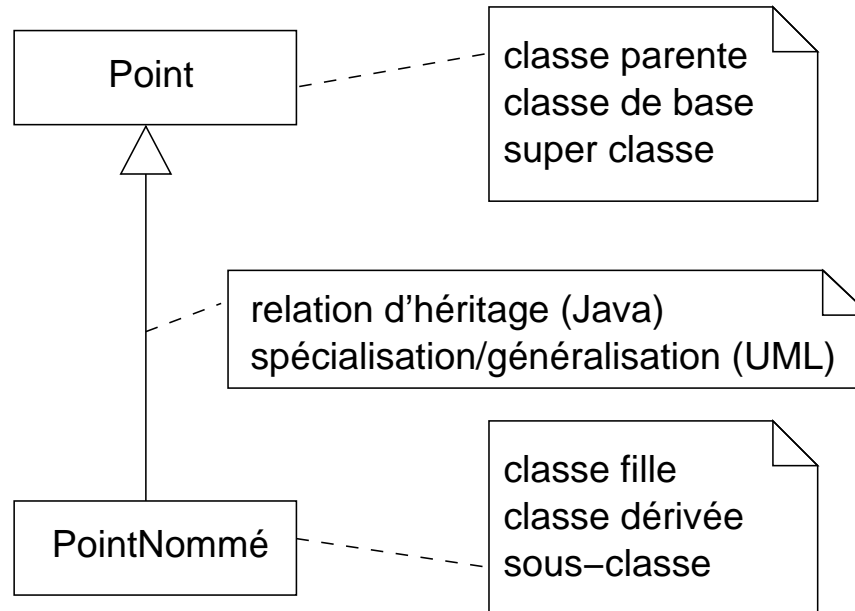 Point
classe parente
classe de base
super classe
relation d'héritage (Java)
spécialisation/généralisation (UML)
classe fille
classe dérivée
sous−classe
PointNommé